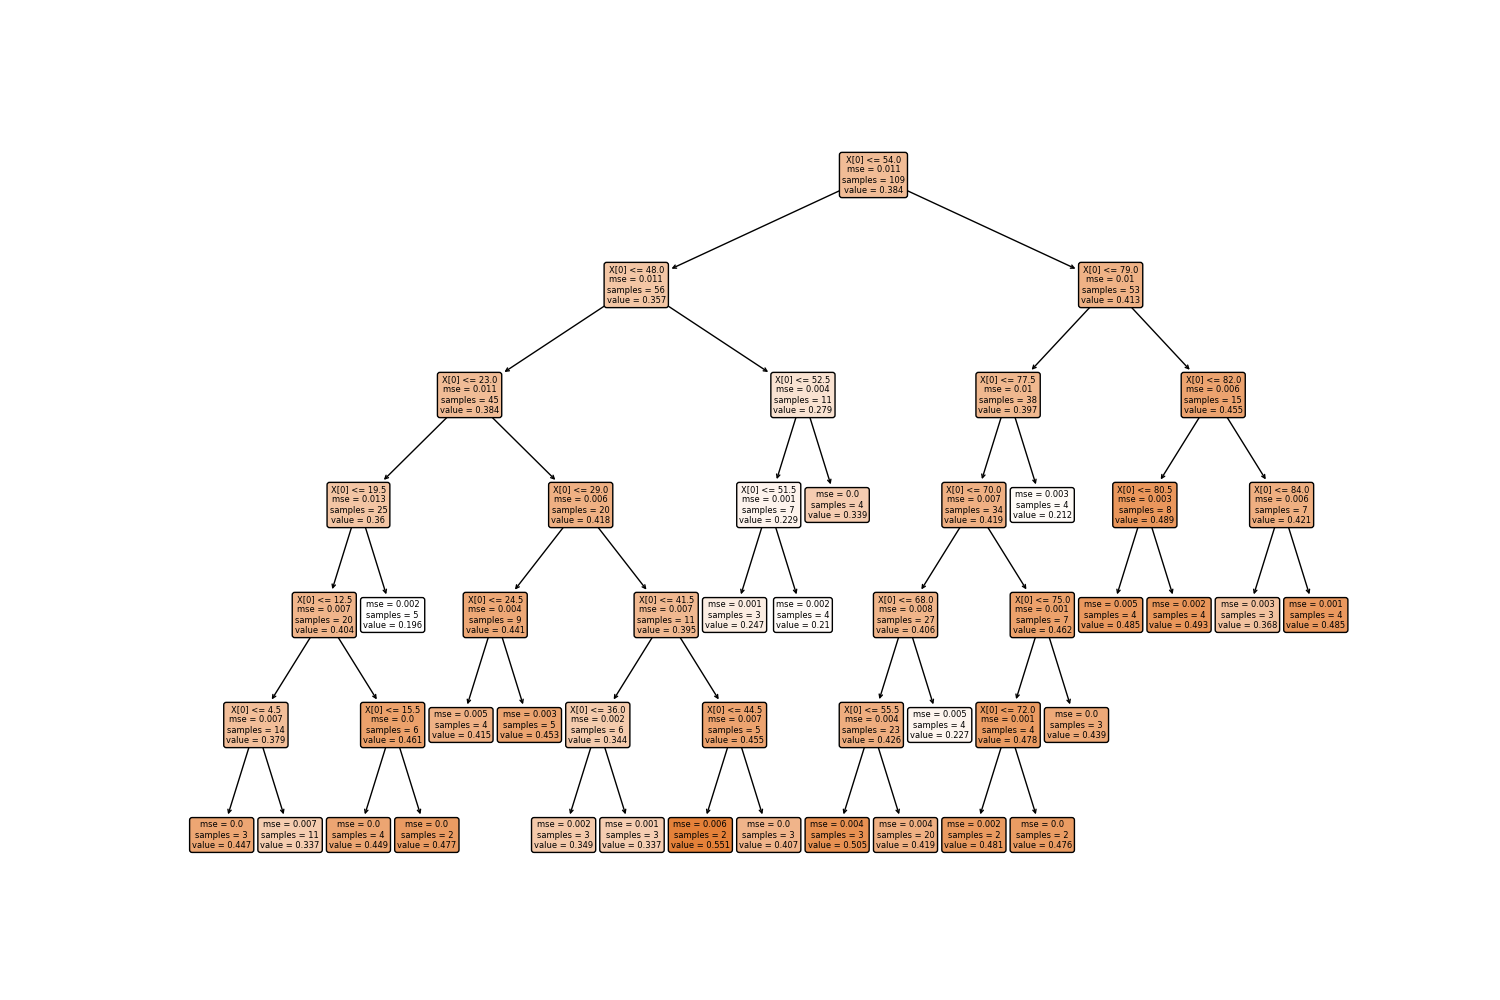 X[0] <= 54.0
mse = 0.011
samples = 109
value = 0.384
X[0] <= 48.0
mse = 0.011
samples = 56
value = 0.357
X[0] <= 79.0
mse = 0.01
samples = 53
value = 0.413
X[0] <= 23.0
mse = 0.011
samples = 45
value = 0.384
X[0] <= 52.5
mse = 0.004
samples = 11
value = 0.279
X[0] <= 77.5
mse = 0.01
samples = 38
value = 0.397
X[0] <= 82.0
mse = 0.006
samples = 15
value = 0.455
X[0] <= 19.5
mse = 0.013
samples = 25
value = 0.36
X[0] <= 29.0
mse = 0.006
samples = 20
value = 0.418
X[0] <= 51.5
mse = 0.001
samples = 7
value = 0.229
mse = 0.0
samples = 4
value = 0.339
X[0] <= 70.0
mse = 0.007
samples = 34
value = 0.419
mse = 0.003
samples = 4
value = 0.212
X[0] <= 80.5
mse = 0.003
samples = 8
value = 0.489
X[0] <= 84.0
mse = 0.006
samples = 7
value = 0.421
X[0] <= 12.5
mse = 0.007
samples = 20
value = 0.404
mse = 0.002
samples = 5
value = 0.196
X[0] <= 24.5
mse = 0.004
samples = 9
value = 0.441
X[0] <= 41.5
mse = 0.007
samples = 11
value = 0.395
mse = 0.001
samples = 3
value = 0.247
mse = 0.002
samples = 4
value = 0.21
X[0] <= 68.0
mse = 0.008
samples = 27
value = 0.406
X[0] <= 75.0
mse = 0.001
samples = 7
value = 0.462
mse = 0.005
samples = 4
value = 0.485
mse = 0.002
samples = 4
value = 0.493
mse = 0.003
samples = 3
value = 0.368
mse = 0.001
samples = 4
value = 0.485
X[0] <= 4.5
mse = 0.007
samples = 14
value = 0.379
X[0] <= 15.5
mse = 0.0
samples = 6
value = 0.461
mse = 0.005
samples = 4
value = 0.415
mse = 0.003
samples = 5
value = 0.453
X[0] <= 36.0
mse = 0.002
samples = 6
value = 0.344
X[0] <= 44.5
mse = 0.007
samples = 5
value = 0.455
X[0] <= 55.5
mse = 0.004
samples = 23
value = 0.426
mse = 0.005
samples = 4
value = 0.227
X[0] <= 72.0
mse = 0.001
samples = 4
value = 0.478
mse = 0.0
samples = 3
value = 0.439
mse = 0.0
samples = 3
value = 0.447
mse = 0.007
samples = 11
value = 0.337
mse = 0.0
samples = 4
value = 0.449
mse = 0.0
samples = 2
value = 0.477
mse = 0.002
samples = 3
value = 0.349
mse = 0.001
samples = 3
value = 0.337
mse = 0.006
samples = 2
value = 0.551
mse = 0.0
samples = 3
value = 0.407
mse = 0.004
samples = 3
value = 0.505
mse = 0.004
samples = 20
value = 0.419
mse = 0.002
samples = 2
value = 0.481
mse = 0.0
samples = 2
value = 0.476